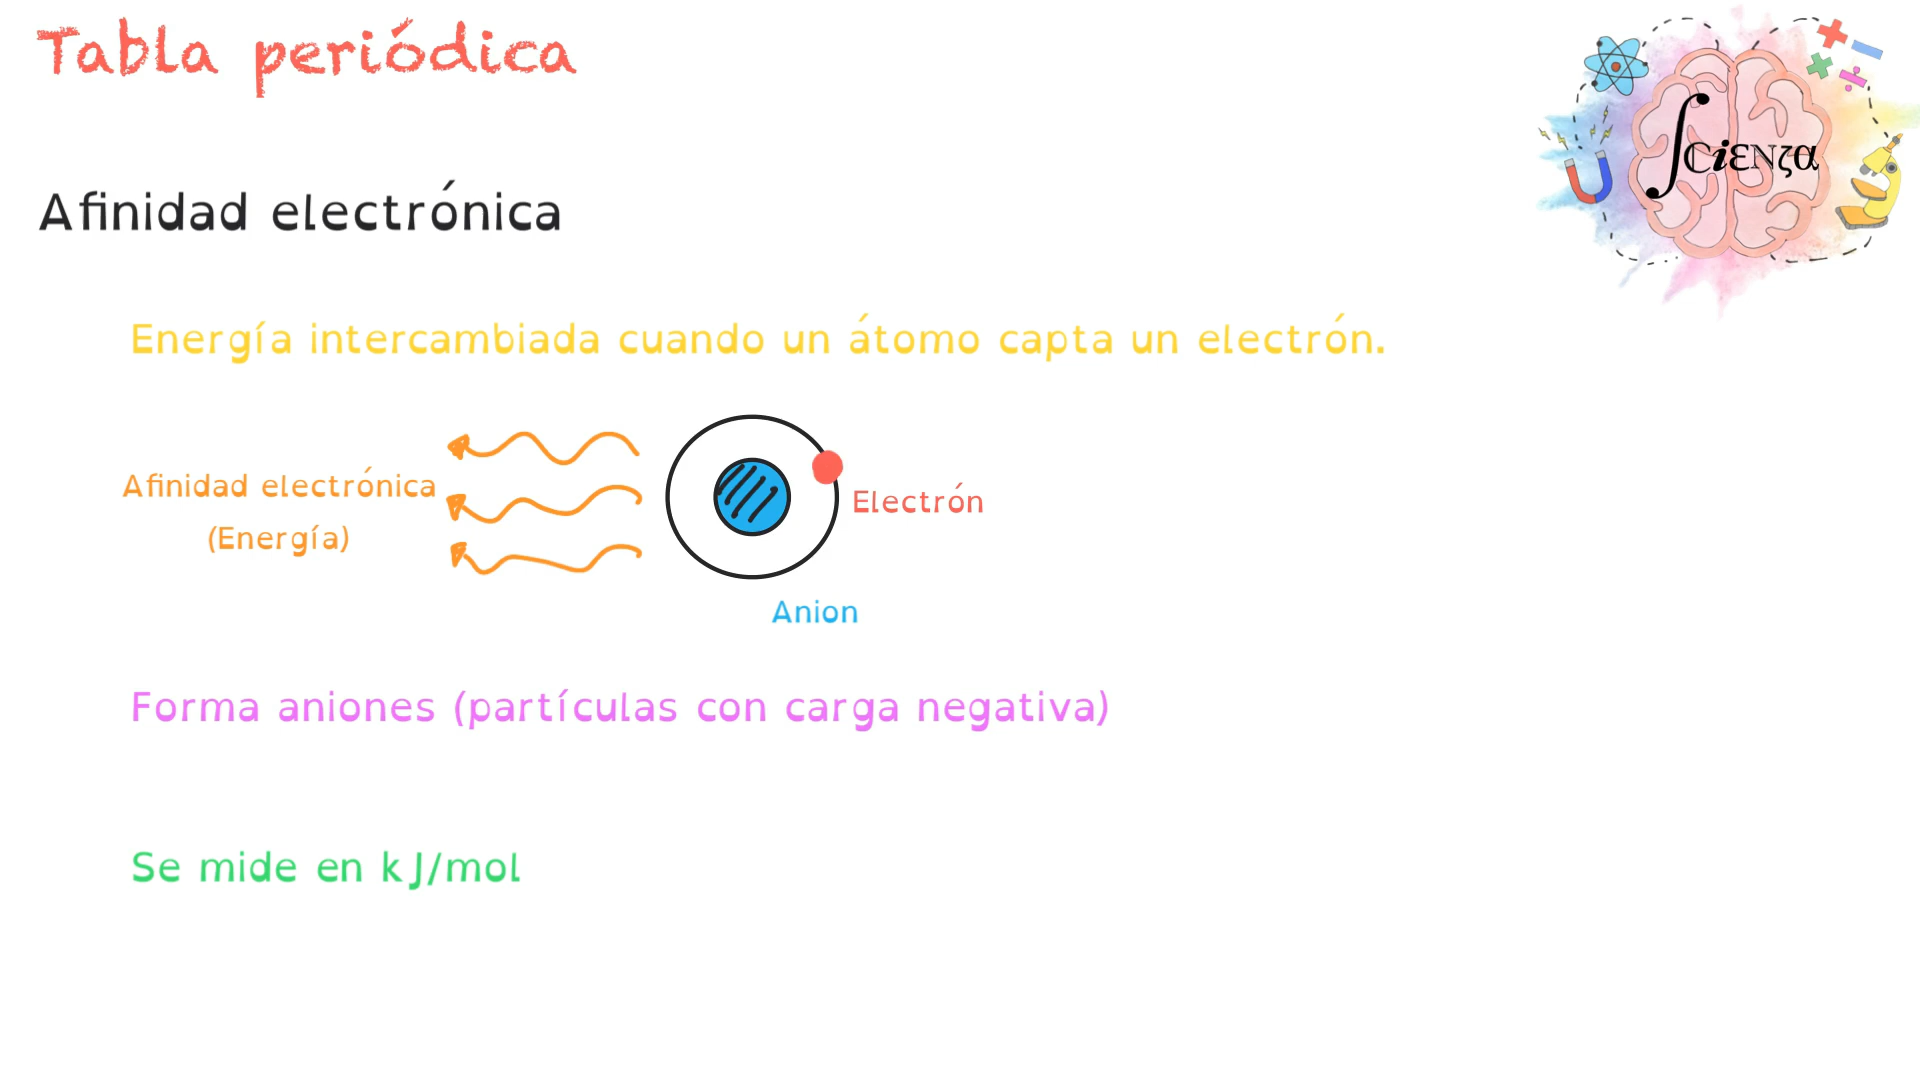 Tabla periódica
SCiENζα
Afinidad electrónica
Energía intercambiada cuando un átomo capta un electrón.
Afinidad electrónica
(Energía)
Electrón
Anion
Forma aniones (partículas con carga negativa)
Se mide en kJ/mol